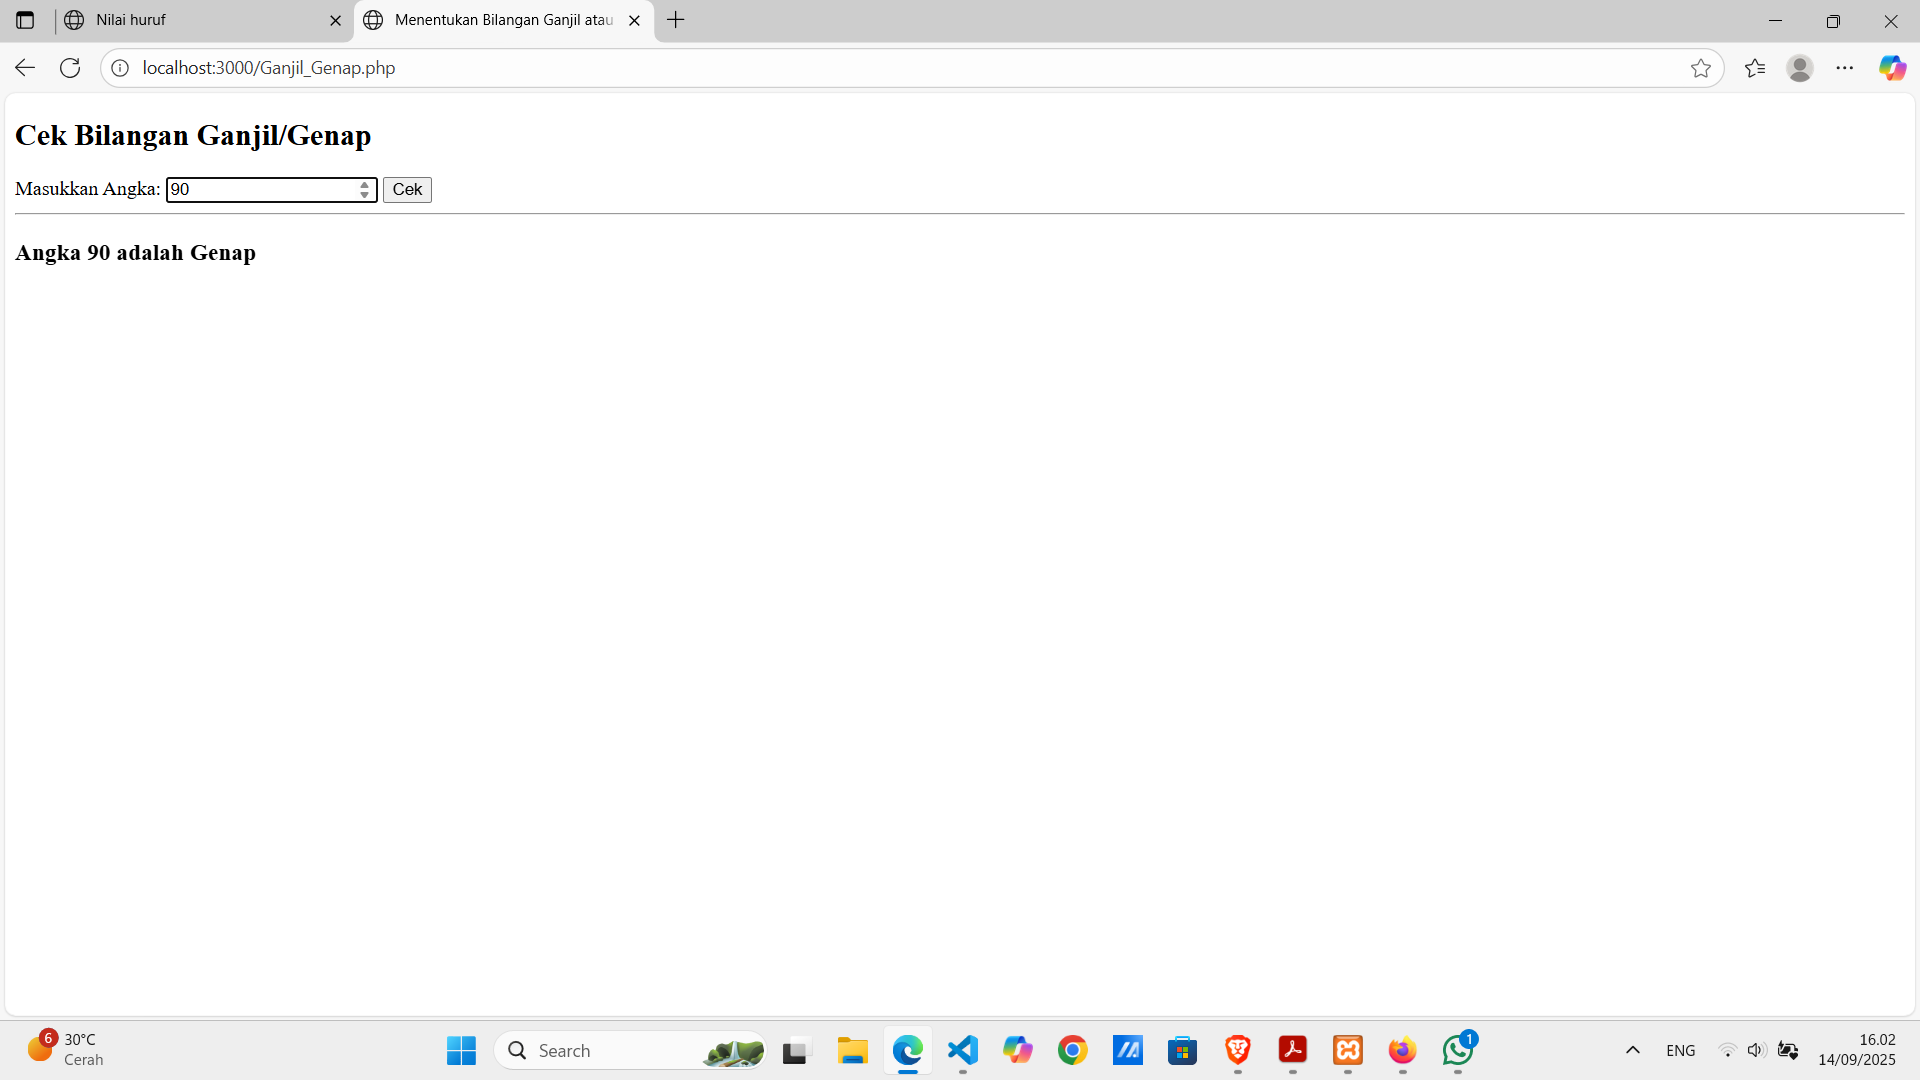 Nilai huruf
Menentukan Bilangan Ganjil atau
localhost:3000/Ganjil_Genap.php
Cek Bilangan Ganjil/Genap
Masukkan Angka: 90 Cek
Angka 90 adalah Genap
6
30°C
Cerah
Search
1
ENG
16.02
14/09/2025